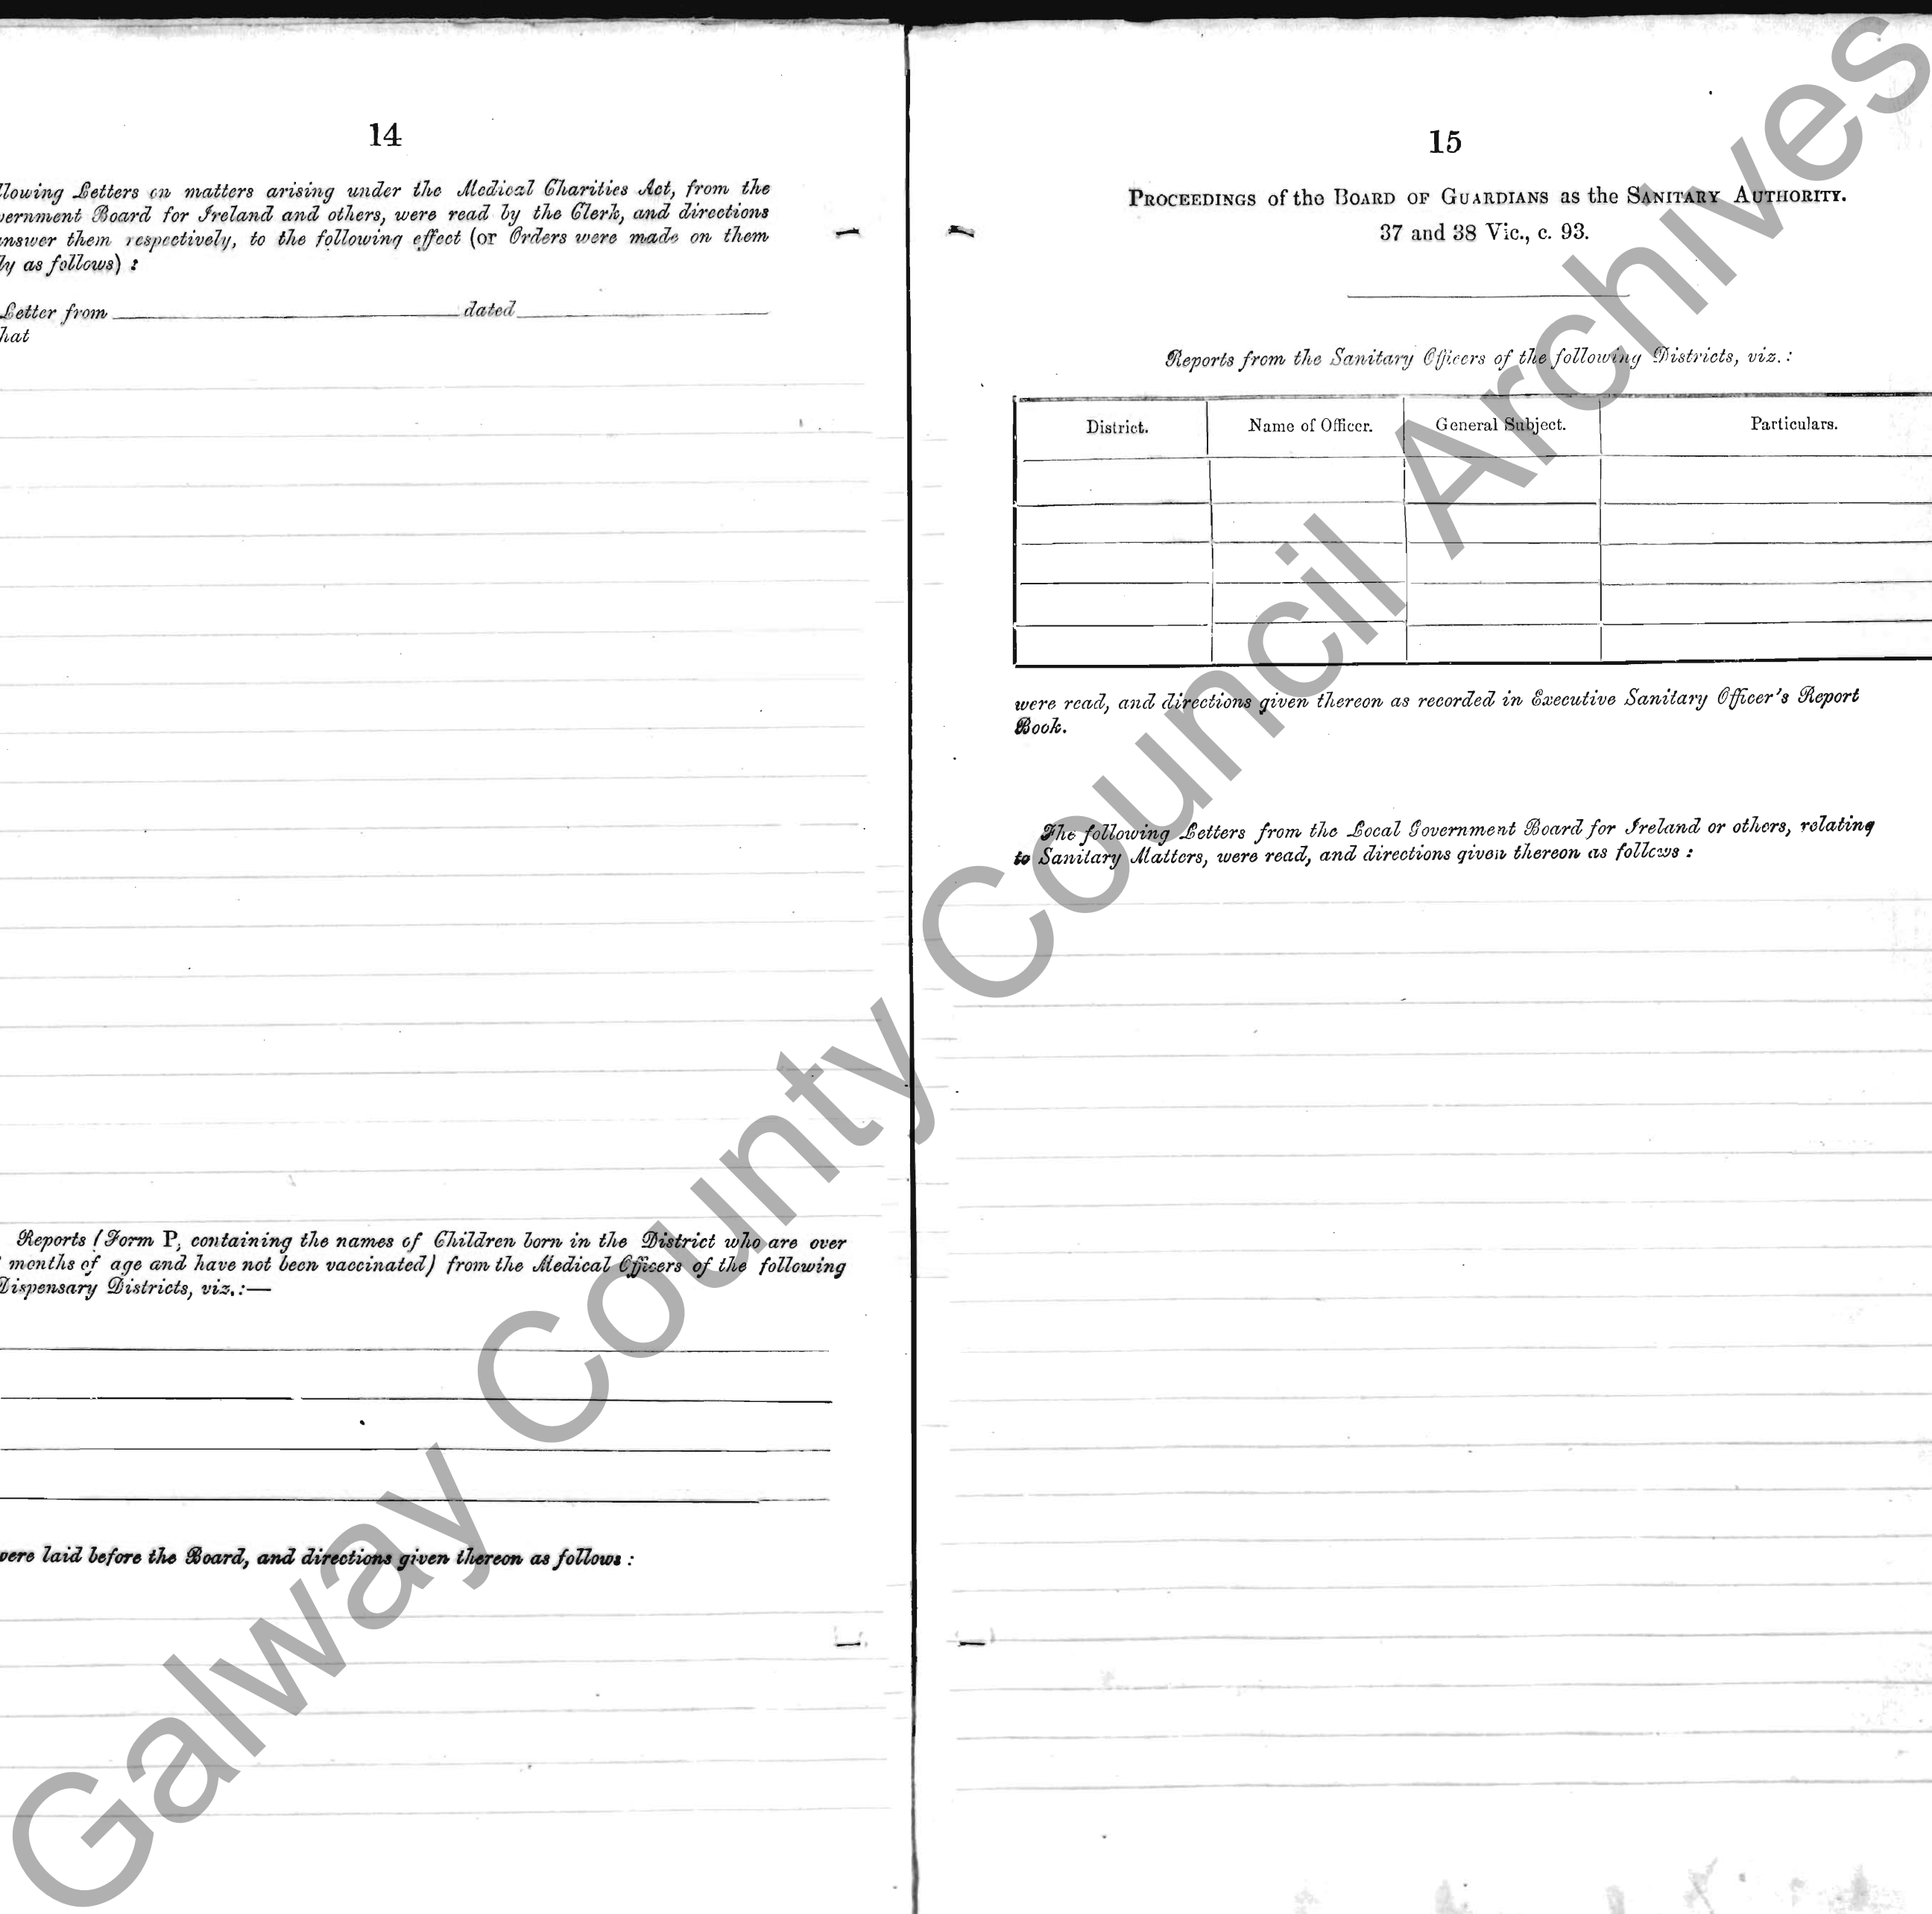 14
llowing Letters on matters arising under the Medical Charities Act, from the
vernment Board for Ireland and others, were read by the Clerk, and directions
nswer them respectively, to the following effect (or Orders were made on them
ly as follows) :
Letter from dated
hat
Reports (Form P, containing the names of Children born in the District who are over
months of age and have not been vaccinated) from the Medical Officers of the following
Dispensary Districts, viz.:—
vere laid before the Board, and directions given thereon as follows :
15
PROCEEDINGS of the BOARD OF GUARDIANS as the SANITARY AUTHORITY.
37 and 38 Vic., c. 93.
Reports from the Sanitary Officers of the following Districts, viz. :
District. Name of Officer. General Subject. Particulars.
were read, and directions given thereon as recorded in Executive Sanitary Officer's Report
Book.
The following Letters from the Local Government Board for Ireland or others, relating
to Sanitary Matters, were read, and directions given thereon as follows :
Galway County Council Archives